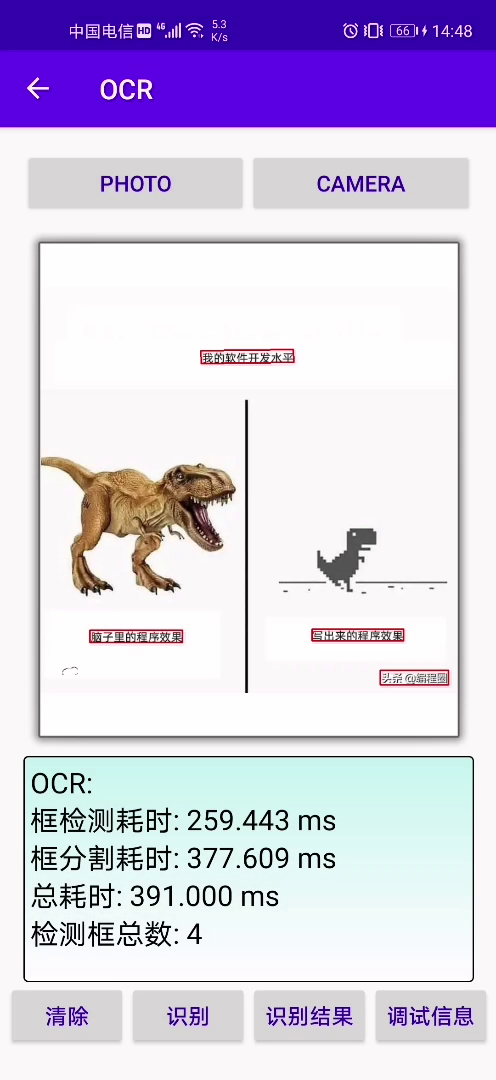 中国电信 HD 4G 5.3 K/s 66 14:48
OCR
PHOTO CAMERA
我的软件开发水平
脑子里的程序效果 写出来的程序效果
头杀 @编程圈
OCR:
框检测耗时: 259.443 ms
框分割耗时: 377.609 ms
总耗时: 391.000 ms
检测框总数: 4
清除 识别 识别结果 调试信息